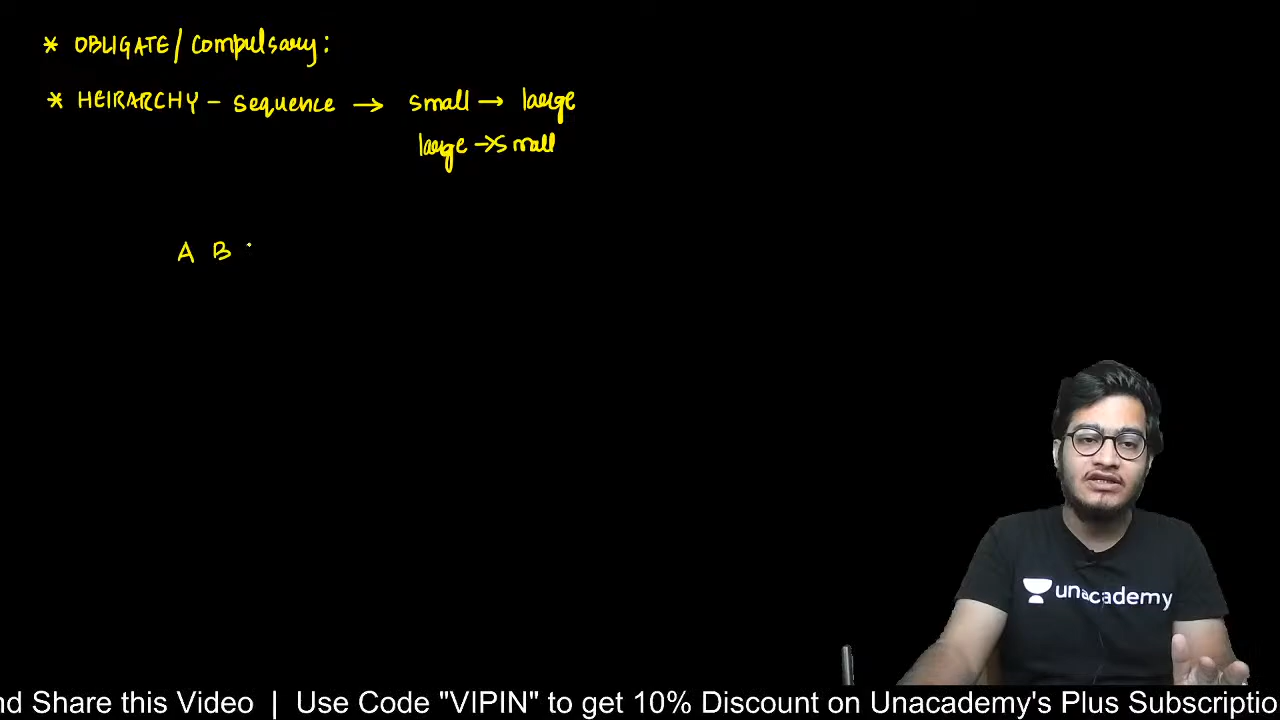 * OBLIGATE/Compulsary:
* HEIRARCHY - sequence → small → large
large → small
A B
unacademy
nd Share this Video | Use Code "VIPIN" to get 10% Discount on Unacademy's Plus Subscriptio